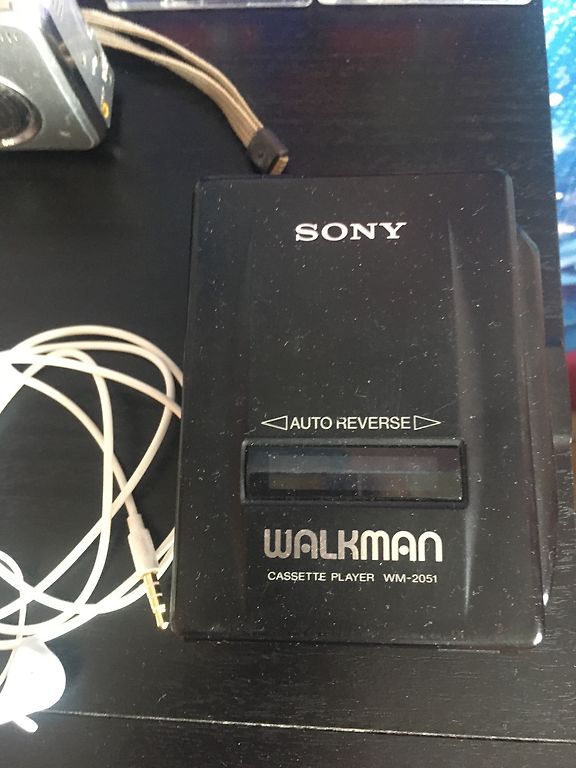 SONY
AUTO REVERSE
WALKMAN
CASSETTE PLAYER WM-2051